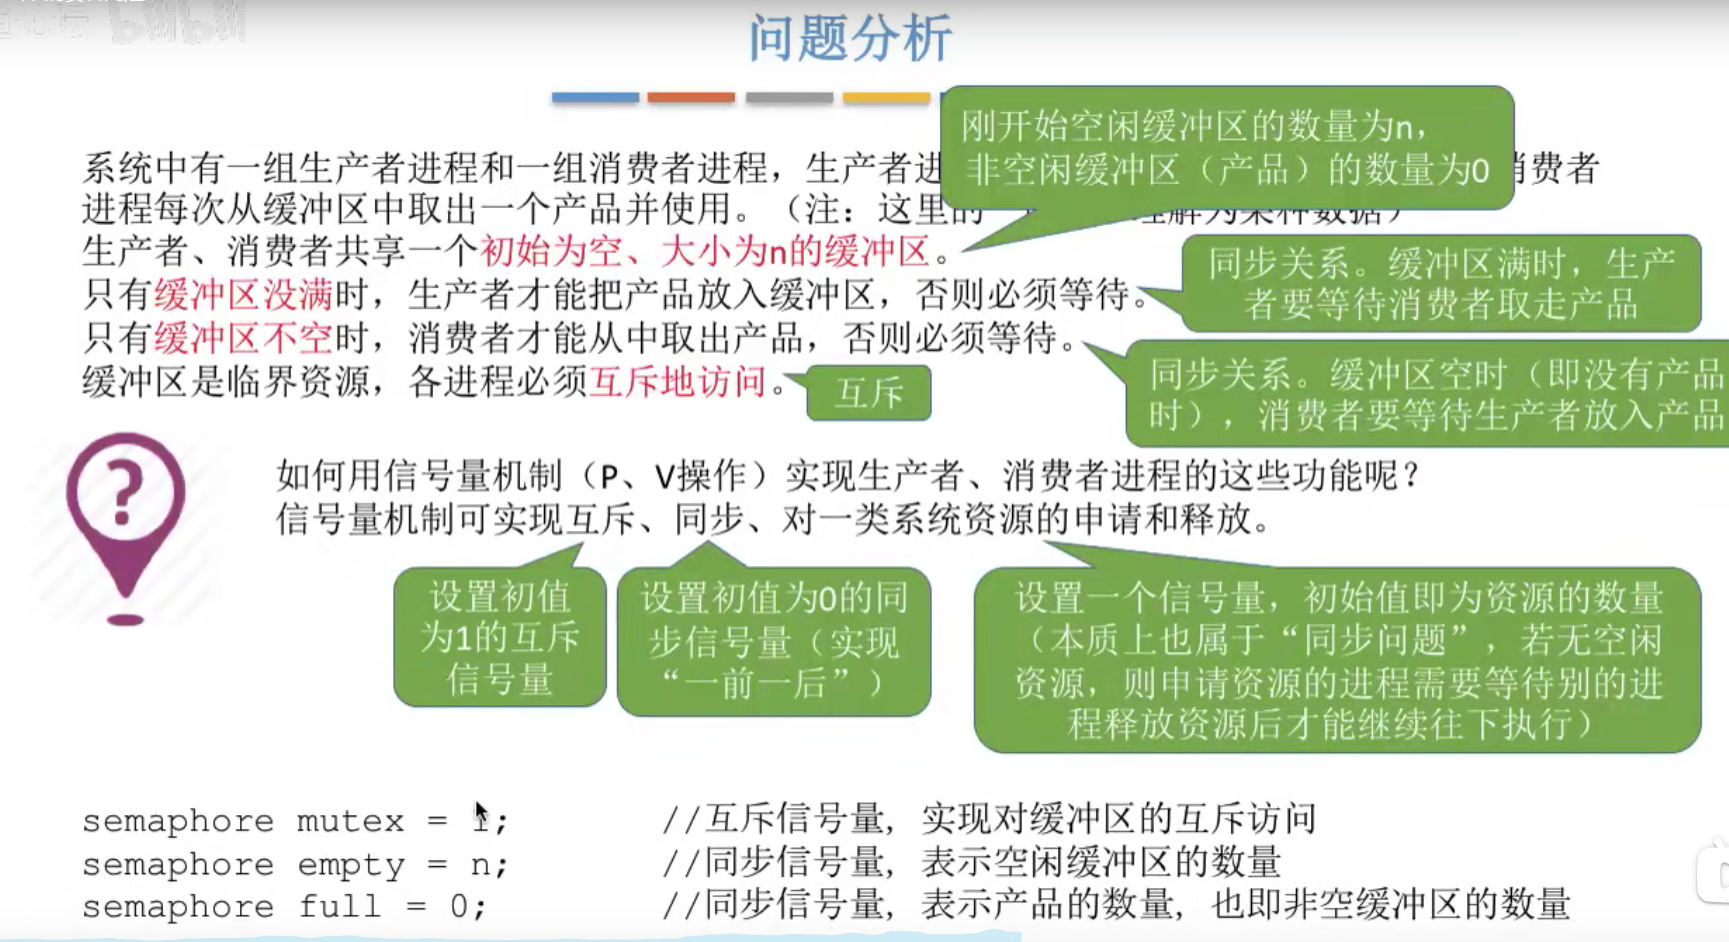 问题分析
刚开始空闲缓冲区的数量为n，
非空闲缓冲区（产品）的数量为0
系统中有一组生产者进程和一组消费者进程，生产者进
消费者
进程每次从缓冲区中取出一个产品并使用。（注：这里的“
理解为某种数据）
生产者、消费者共享一个初始为空、大小为n的缓冲区。
只有缓冲区没满时，生产者才能把产品放入缓冲区，否则必须等待。
同步关系。缓冲区满时，生产
者要等待消费者取走产品
只有缓冲区不空时，消费者才能从中取出产品，否则必须等待。
同步关系。缓冲区空时（即没有产品
时），消费者要等待生产者放入产品
缓冲区是临界资源，各进程必须互斥地访问。
互斥
?
如何用信号量机制（P、V操作）实现生产者、消费者进程的这些功能呢？
信号量机制可实现互斥、同步、对一类系统资源的申请和释放。
设置初值
为1的互斥
信号量
设置初值为0的同
步信号量（实现
“一前一后”）
设置一个信号量，初始值即为资源的数量
（本质上也属于“同步问题”，若无空闲
资源，则申请资源的进程需要等待别的进
程释放资源后才能继续往下执行）
semaphore mutex = 1; //互斥信号量，实现对缓冲区的互斥访问
semaphore empty = n; //同步信号量，表示空闲缓冲区的数量
semaphore full = 0; //同步信号量，表示产品的数量，也即非空缓冲区的数量